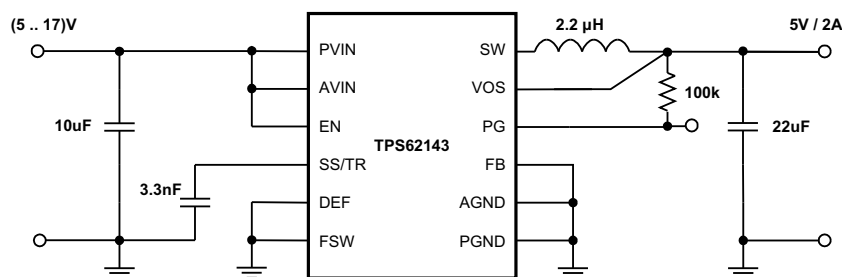 (5 .. 17)V
5V / 2A
2.2 µH
PVIN
SW
AVIN
VOS
100k
10uF
EN
PG
22uF
TPS62143
SS/TR
FB
3.3nF
DEF
AGND
FSW
PGND